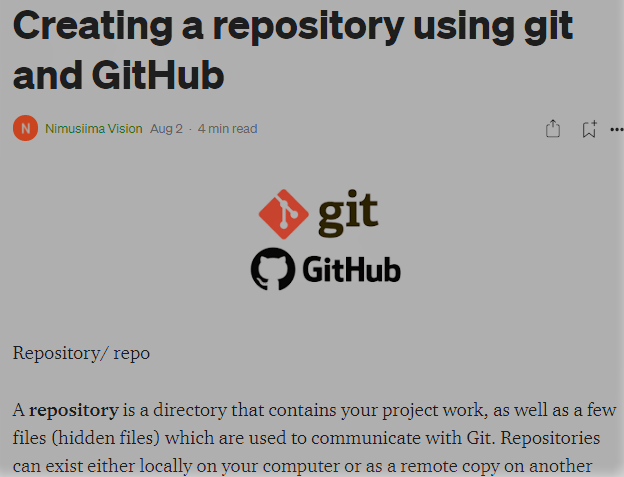 Creating a repository using git
and GitHub
N Nimusiima Vision Aug 2 · 4 min read
git
GitHub
Repository/ repo
A repository is a directory that contains your project work, as well as a few
files (hidden files) which are used to communicate with Git. Repositories
can exist either locally on your computer or as a remote copy on another